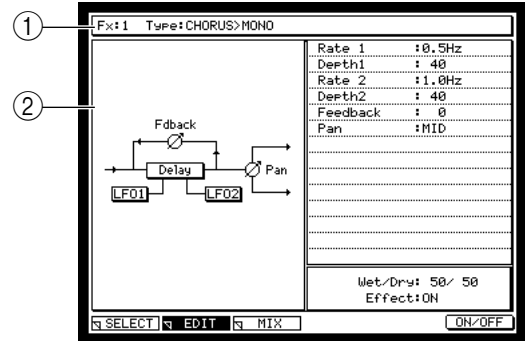 1
Fx:1 Type:CHORUS>MONO
2
Fdback
Delay
Pan
LFO1
LFO2
Rate 1 :0.5Hz
Depth1 : 40
Rate 2 :1.0Hz
Depth2 : 40
Feedback : 0
Pan :MID
Wet/Dry: 50/ 50
Effect:ON
SELECT EDIT MIX ON/OFF